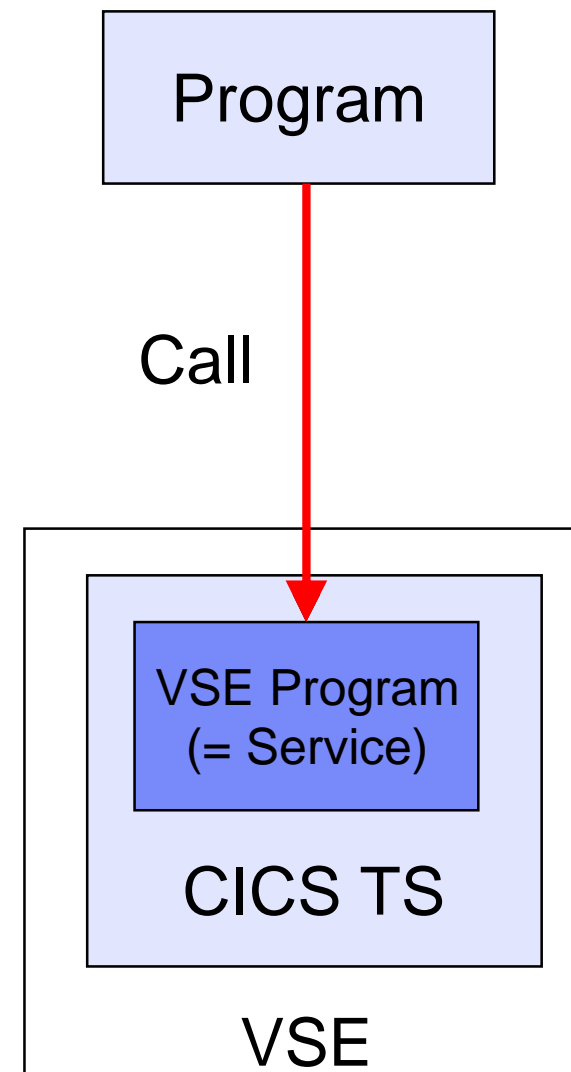 Program
Call
VSE Program
(= Service)
CICS TS
VSE